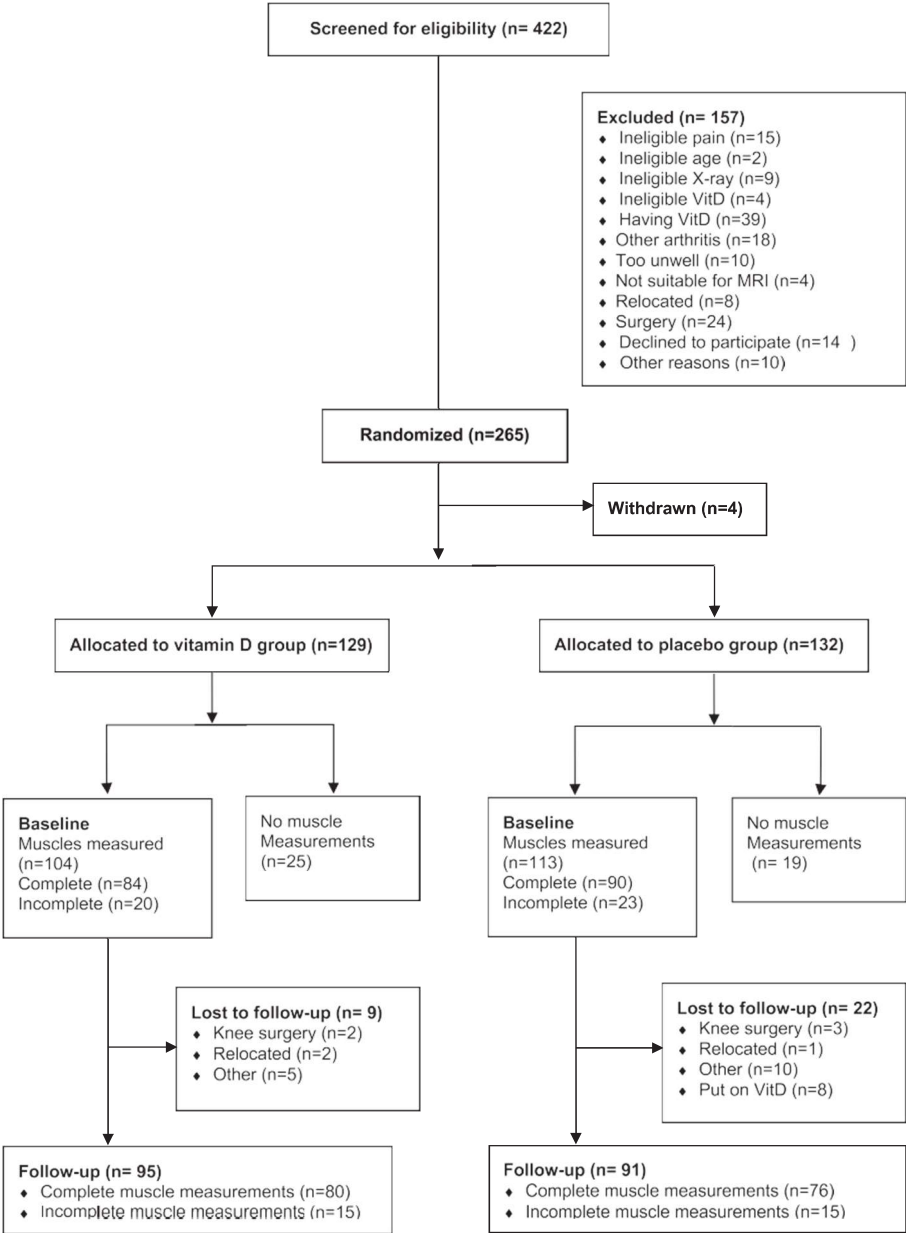 Screened for eligibility (n= 422)
Excluded (n= 157)
♦ Ineligible pain (n=15)
♦ Ineligible age (n=2)
♦ Ineligible X-ray (n=9)
♦ Ineligible VitD (n=4)
♦ Having VitD (n=39)
♦ Other arthritis (n=18)
♦ Too unwell (n=10)
♦ Not suitable for MRI (n=4)
♦ Relocated (n=8)
♦ Surgery (n=24)
♦ Declined to participate (n=14 )
♦ Other reasons (n=10)
Randomized (n=265)
Withdrawn (n=4)
Allocated to vitamin D group (n=129)
Allocated to placebo group (n=132)
Baseline
Muscles measured
(n=104)
Complete (n=84)
Incomplete (n=20)
No muscle
Measurements
(n=25)
Baseline
Muscles measured
(n=113)
Complete (n=90)
Incomplete (n=23)
No muscle
Measurements
(n= 19)
Lost to follow-up (n= 9)
♦ Knee surgery (n=2)
♦ Relocated (n=2)
♦ Other (n=5)
Lost to follow-up (n= 22)
♦ Knee surgery (n=3)
♦ Relocated (n=1)
♦ Other (n=10)
♦ Put on VitD (n=8)
Follow-up (n= 95)
♦ Complete muscle measurements (n=80)
♦ Incomplete muscle measurements (n=15)
Follow-up (n= 91)
♦ Complete muscle measurements (n=76)
♦ Incomplete muscle measurements (n=15)